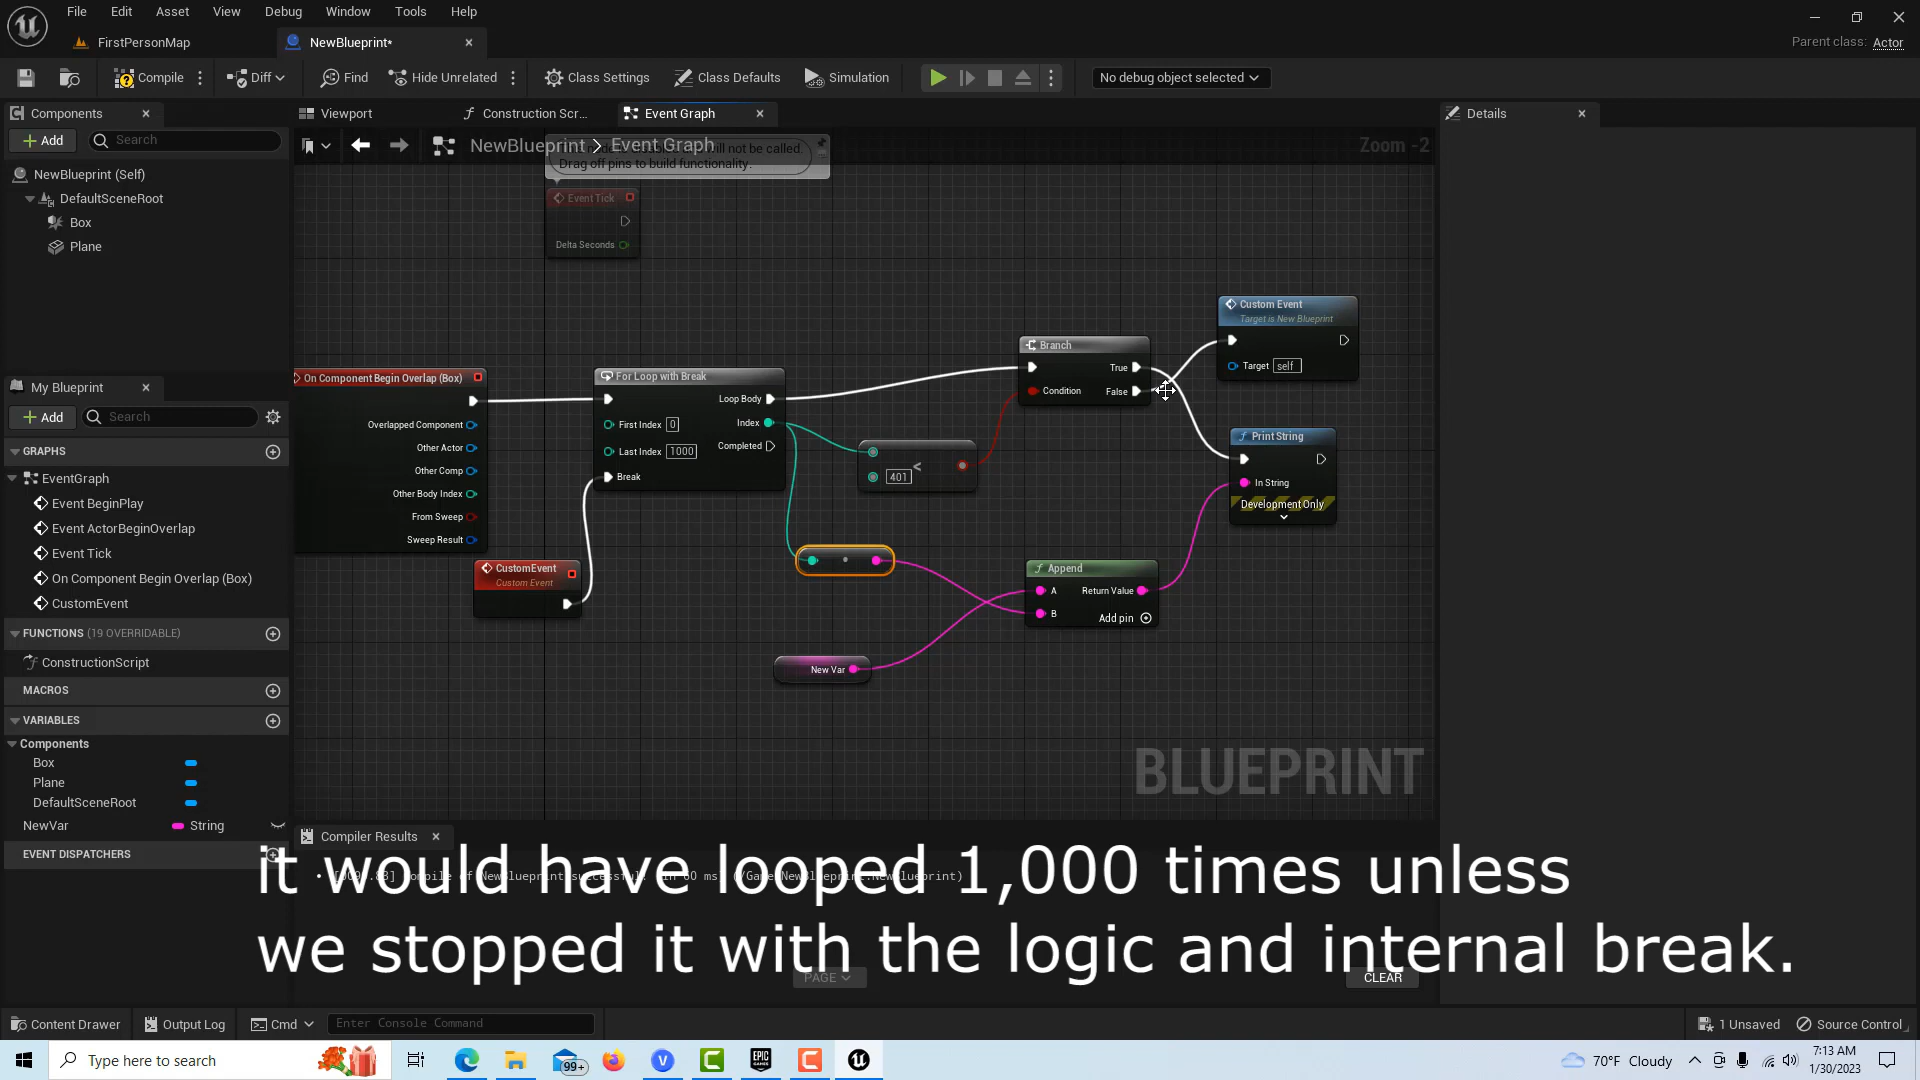 File Edit Asset View Debug Window Tools Help
FirstPersonMap
NewBlueprint*
Parent class: Actor
Compile
Diff
Find
Hide Unrelated
Class Settings
Class Defaults
Simulation
No debug object selected
Components
Add
Search
NewBlueprint (Self)
DefaultSceneRoot
Box
Plane
Viewport
Construction Scr...
Event Graph
Details
NewBlueprint > Event Graph
Zoom -2
will not be called.
Drag off pins to build functionality.
Event Tick
Delta Seconds
On Component Begin Overlap (Box)
Overlapped Component
Other Actor
Other Comp
Other Body Index
From Sweep
Sweep Result
CustomEvent
Custom Event
For Loop with Break
Loop Body
First Index 0
Index
Last Index 1000
Completed
Break
401
<
Branch
True
Condition
False
Custom Event
Target is New Blueprint
Target self
Print String
In String
Development Only
Append
A
Return Value
B
Add pin
New Var
BLUEPRINT
My Blueprint
Add
Search
GRAPHS
EventGraph
Event BeginPlay
Event ActorBeginOverlap
Event Tick
On Component Begin Overlap (Box)
CustomEvent
FUNCTIONS (19 OVERRIDABLE)
ConstructionScript
MACROS
VARIABLES
Components
Box
Plane
DefaultSceneRoot
NewVar String
EVENT DISPATCHERS
Compiler Results
it would have looped 1,000 times unless
we stopped it with the logic and internal break.
PAGE
CLEAR
Content Drawer
Output Log
Cmd
Enter Console Command
1 Unsaved
Source Control
Type here to search
99+
EPIC
GAMES
70°F Cloudy
7:13 AM
1/30/2023